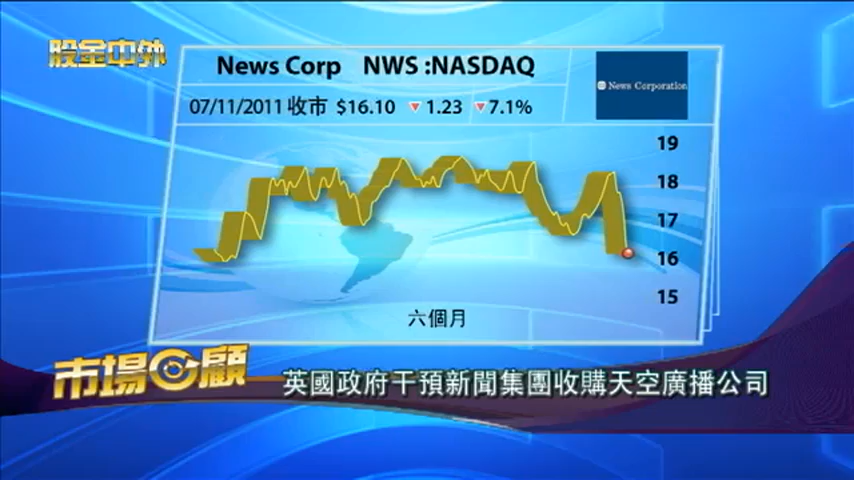 股金中外
News Corp NWS :NASDAQ
07/11/2011 收市 $16.10 ▼1.23 ▼7.1%
News Corporation
19
18
17
16
15
六個月
市場回顧
英國政府干預新聞集團收購天空廣播公司